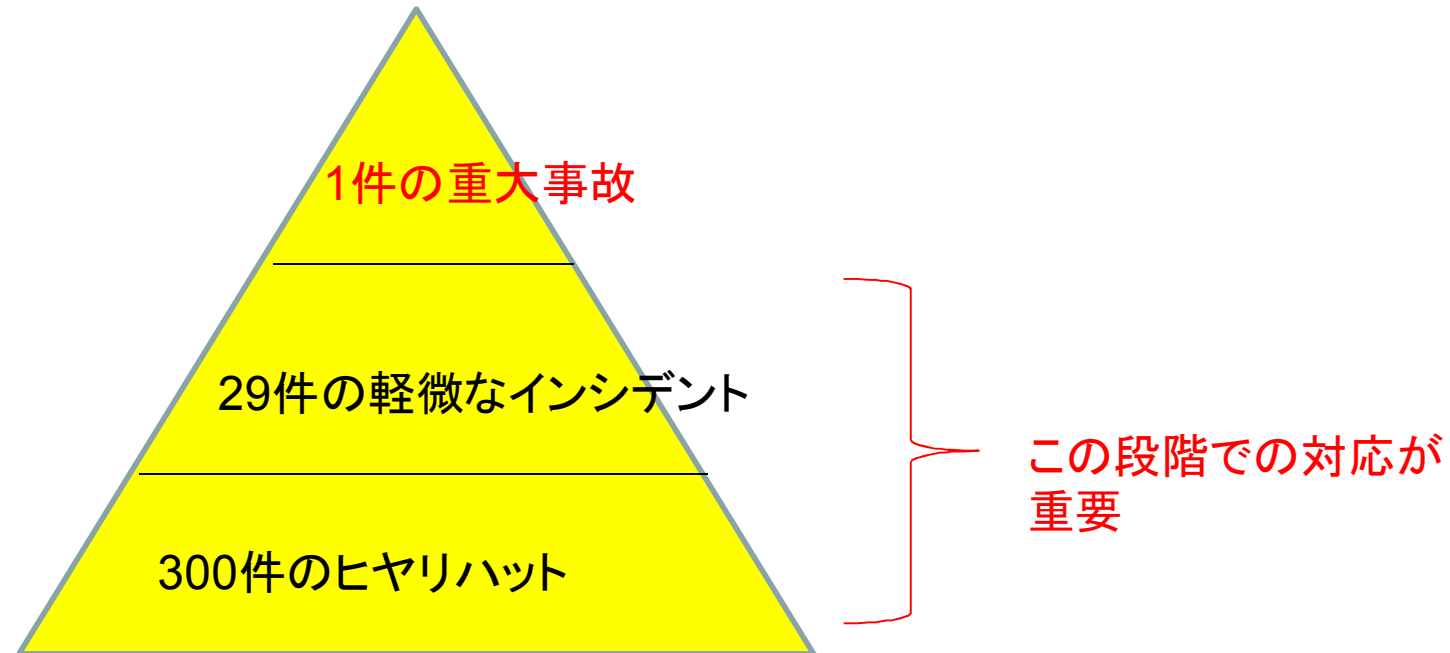 1件の重大事故
29件の軽微なインシデント
この段階での対応が
重要
300件のヒヤリハット